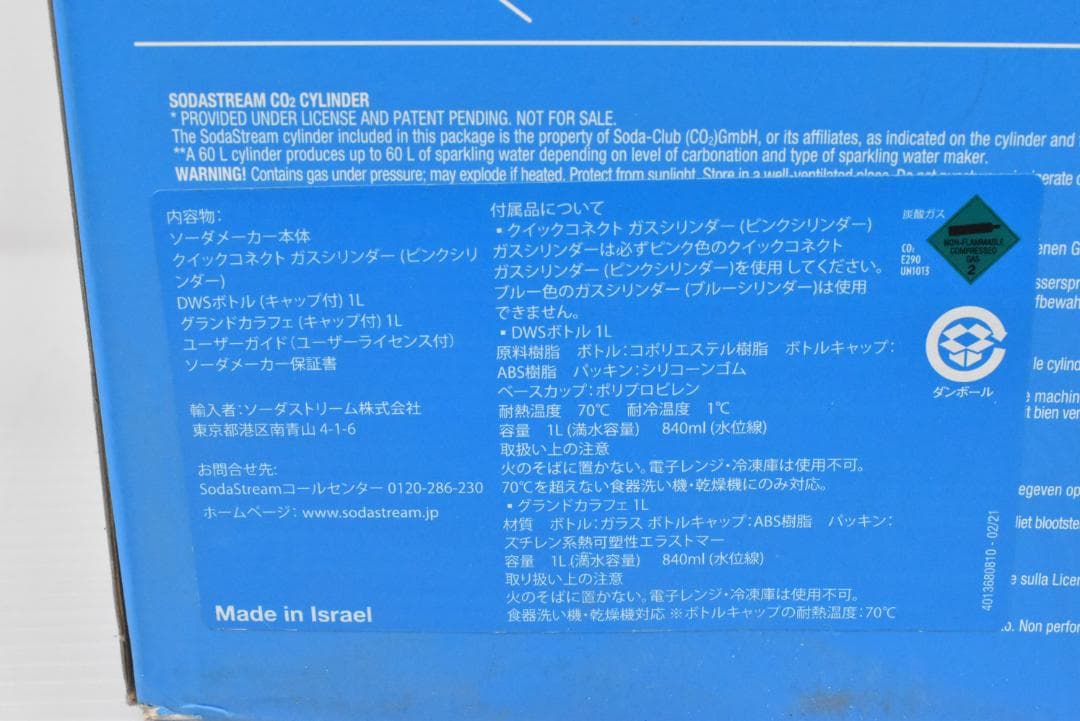 SODASTREAM CO2 CYLINDER
* PROVIDED UNDER LICENSE AND PATENT PENDING. NOT FOR SALE.
The SodaStream cylinder included in this package is the property of Soda-Club (CO2)GmbH, or its affiliates, as indicated on the cylinder and
**A 60 L cylinder produces up to 60 L of sparkling water depending on level of carbonation and type of sparkling water maker.
WARNING! Contains gas under pressure; may explode if heated. Protect from sunlight. Store in a well-ventilated place. Do not
内容物:
ソーダメーカー本体
クイックコネクト ガスシリンダー (ピンクシリ
ンダー)
DWSボトル (キャップ付) 1L
グランドカラフェ (キャップ付) 1L
ユーザーガイド (ユーザーライセンス付)
ソーダメーカー保証書
輸入者:ソーダストリーム株式会社
東京都港区南青山 4-1-6
お問合せ先:
SodaStreamコールセンター 0120-286-230
ホームページ: www.sodastream.jp
Made in Israel
付属品について
▪クイックコネクト ガスシリンダー (ピンクシリンダー)
ガスシリンダーは必ずピンク色のクイックコネクト
ガスシリンダー (ピンクシリンダー)を使用してください。
ブルー色のガスシリンダー (ブルーシリンダー)は使用
できません。
▪DWSボトル 1L
原料樹脂 ボトル:コポリエステル樹脂 ボトルキャップ:
ABS樹脂 パッキン:シリコーンゴム
ベースカップ:ポリプロピレン
耐熱温度 70℃ 耐冷温度 1℃
容量 1L (満水容量) 840ml (水位線)
取扱い上の注意
火のそばに置かない。電子レンジ・冷凍庫は使用不可。
70℃を超えない食器洗い機・乾燥機にのみ対応。
▪グランドカラフェ 1L
材質 ボトル:ガラス ボトルキャップ:ABS樹脂 パッキン:
スチレン系熱可塑性エラストマー
容量 1L (満水容量) 840ml (水位線)
取り扱い上の注意
火のそばに置かない。電子レンジ・冷凍庫は使用不可。
食器洗い機・乾燥機対応 ※ボトルキャップの耐熱温度:70℃
炭酸ガス
CO2
E290
UN1013
NON-FLAMMABLE
COMPRESSED
GAS
2
ダンボール
4013680810 - 02/21
enen G
sserspr
fbewah
le cylind
e machin
t bien ver
egeven op
liet blootste
e sulla Licen
o. Non perfor